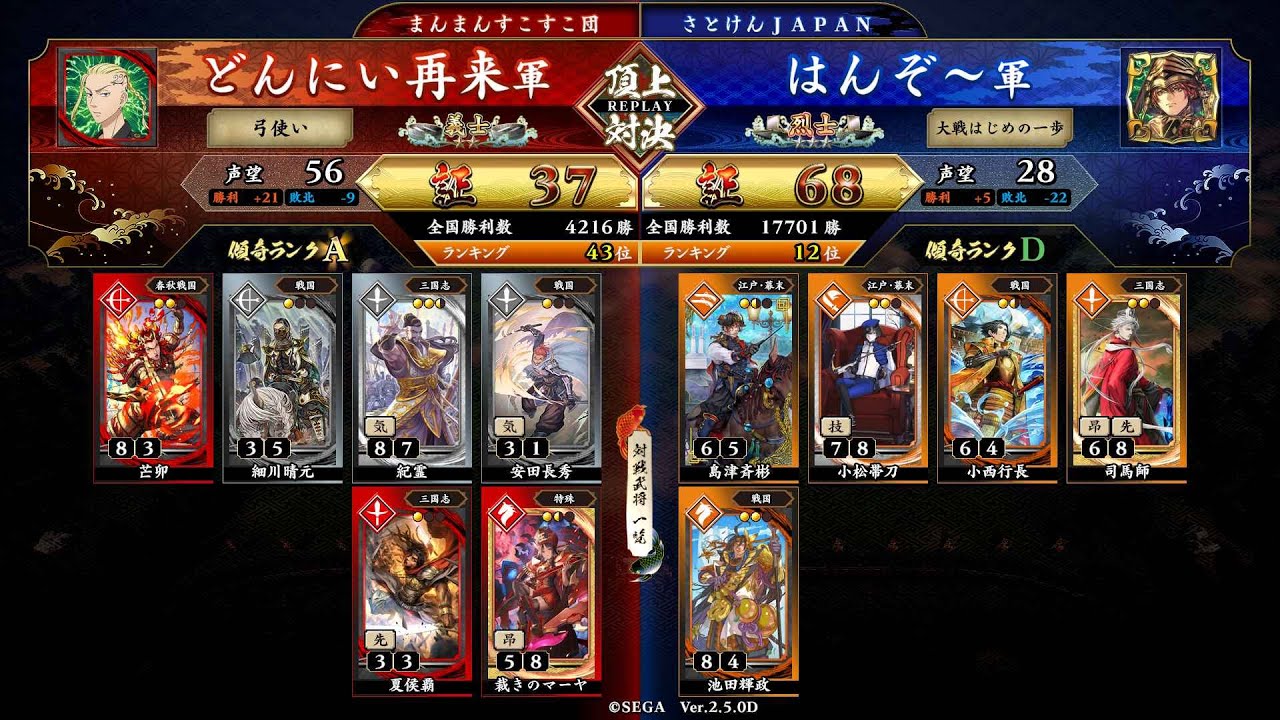 まんまんすこすこ団
さとけんJAPAN
どんにい再来軍
頂上
REPLAY
対決
はんぞ〜軍
弓使い
義士
烈士
大戦はじめの一歩
声望 56
勝利 +21 敗北 -9
証 37
証 68
声望 28
勝利 +5 敗北 -22
全国勝利数 4216勝
全国勝利数 17701勝
傾奇ランクA
ランキング 43位
ランキング 12位
傾奇ランクD
春秋戦国
戦国
三国志
戦国
江戸・幕末
江戸・幕末
戦国
三国志
気
気
技
昂 先
8 3
3 5
8 7
3 1
6 5
7 8
6 4
6 8
芒卯
細川晴元
紀霊
安田長秀
島津斉彬
小松帯刀
小西行長
司馬師
対戦武将一覧
三国志
特殊
戦国
先
昂
3 3
5 8
8 4
夏侯覇
裁きのマーヤ
池田輝政
©SEGA Ver.2.5.0D